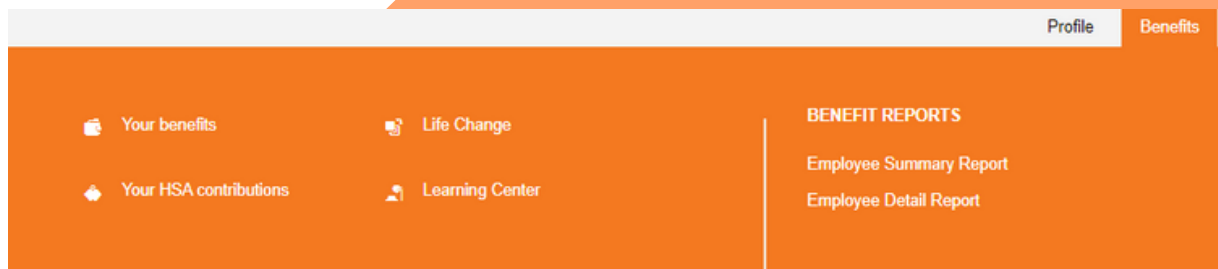 Profile
Benefits
Your benefits
Life Change
Your HSA contributions
Learning Center
BENEFIT REPORTS
Employee Summary Report
Employee Detail Report